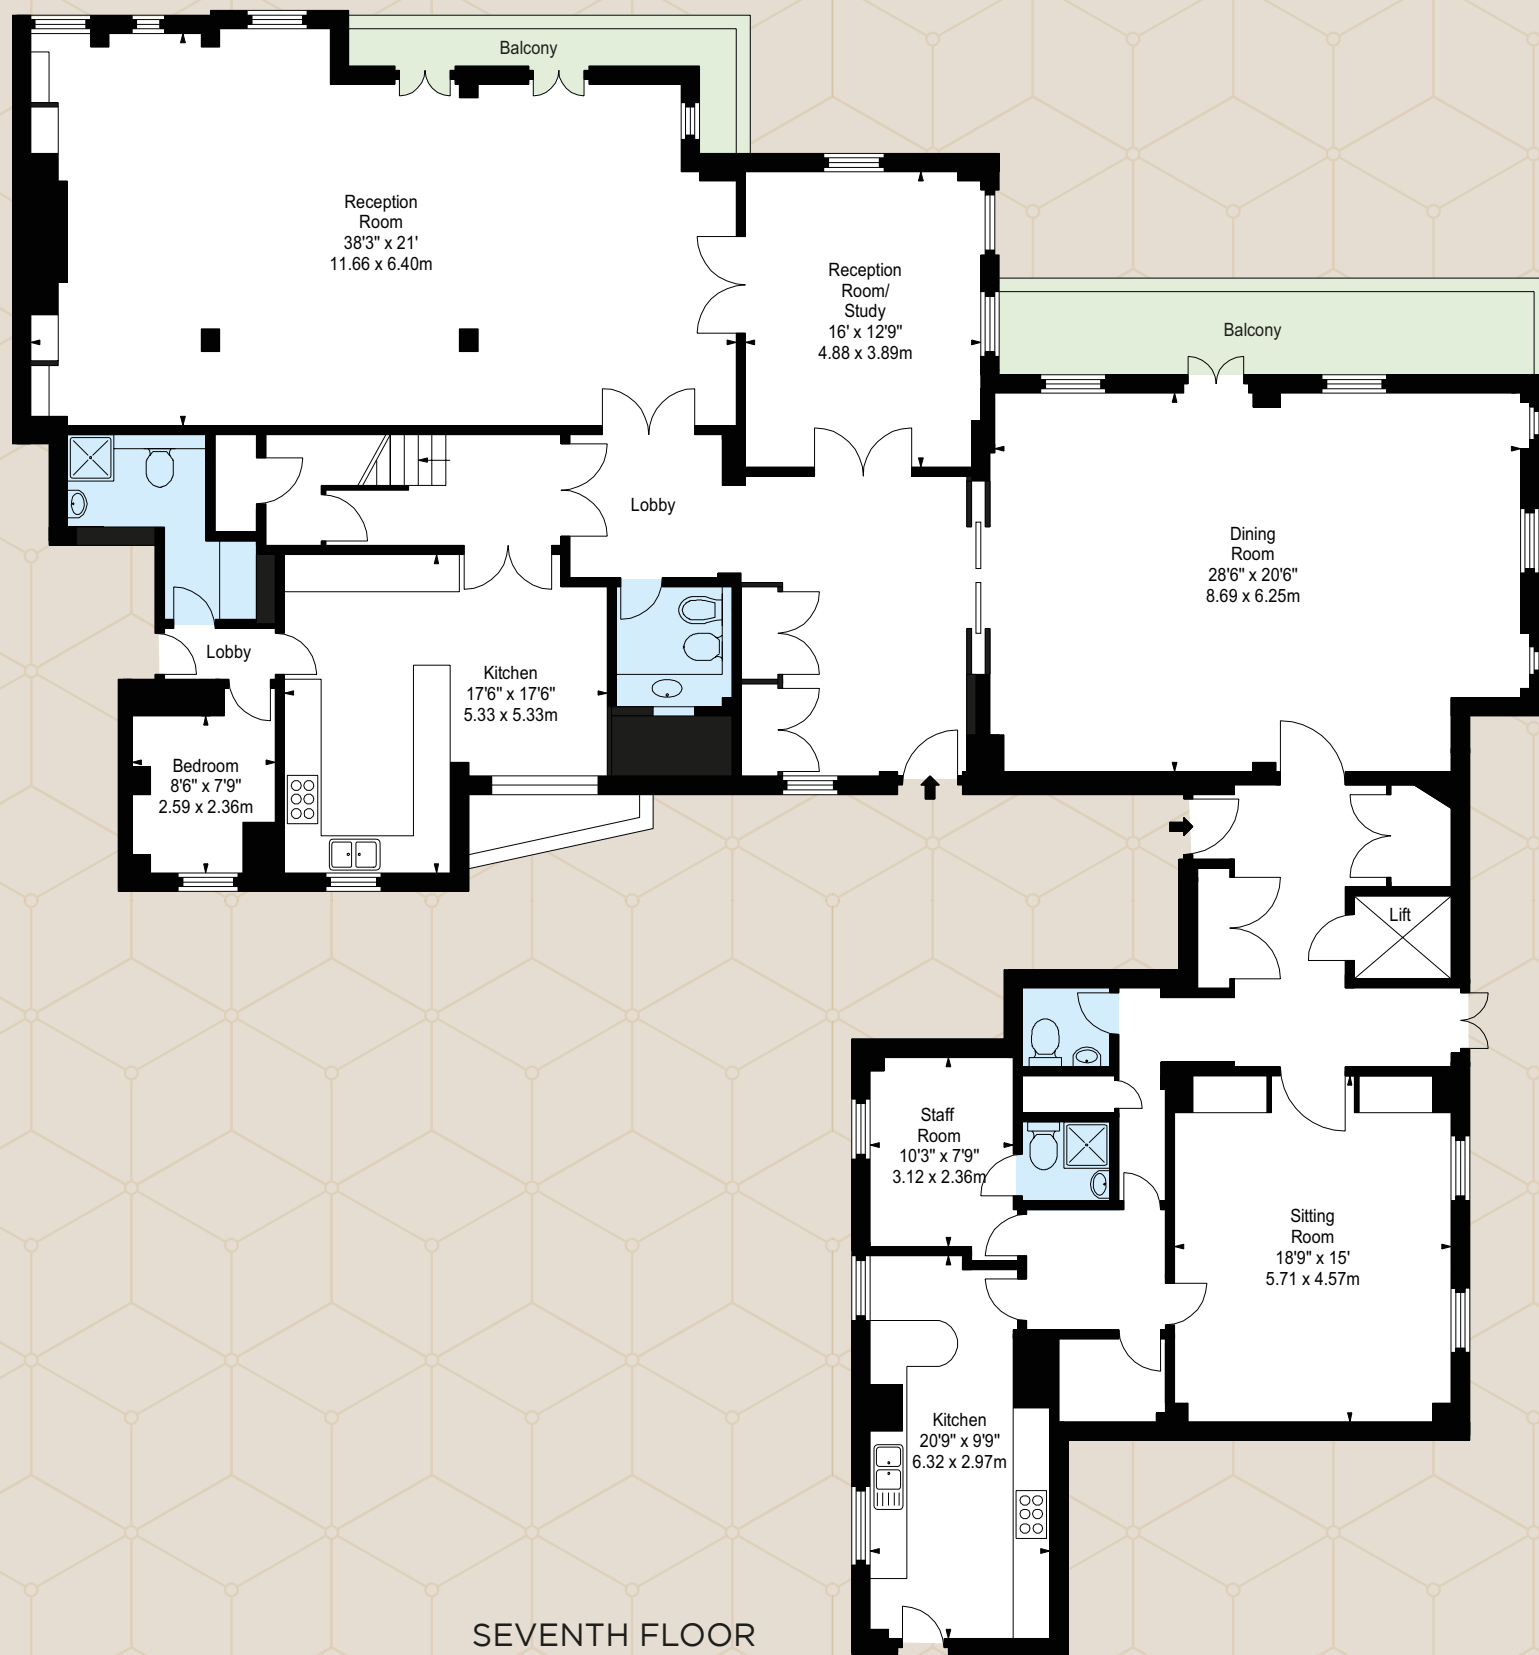 Balcony
Reception
Room
38'3" x 21'
11.66 x 6.40m
Reception
Room/
Study
16' x 12'9"
4.88 x 3.89m
Balcony
Lobby
Dining
Room
28'6" x 20'6"
8.69 x 6.25m
Lobby
Kitchen
17'6" x 17'6"
5.33 x 5.33m
Bedroom
8'6" x 7'9"
2.59 x 2.36m
Lift
Staff
Room
10'3" x 7'9"
3.12 x 2.36m
Sitting
Room
18'9" x 15'
5.71 x 4.57m
Kitchen
20'9" x 9'9"
6.32 x 2.97m
SEVENTH FLOOR